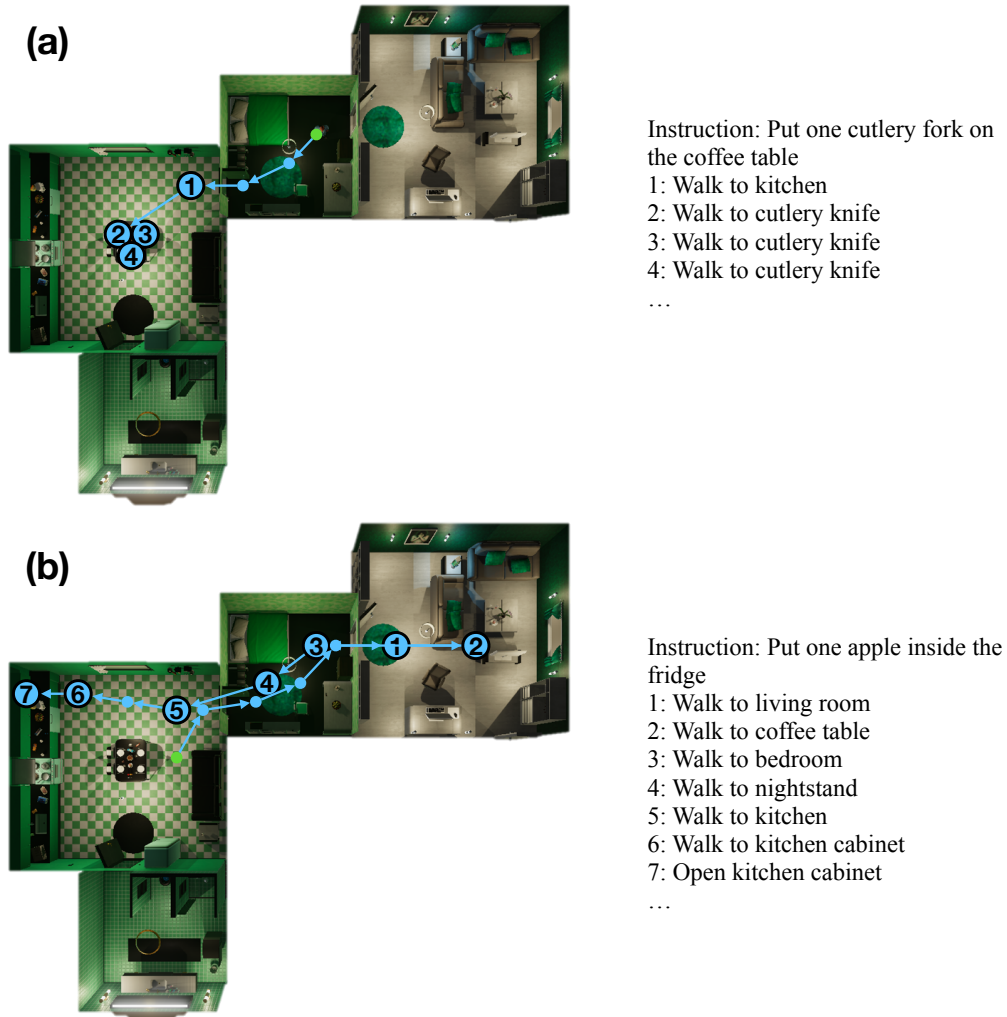 (a)
Instruction: Put one cutlery fork on
the coffee table
1: Walk to kitchen
2: Walk to cutlery knife
3: Walk to cutlery knife
4: Walk to cutlery knife
…
1
2 3
4
(b)
Instruction: Put one apple inside the
fridge
1: Walk to living room
2: Walk to coffee table
3: Walk to bedroom
4: Walk to nightstand
5: Walk to kitchen
6: Walk to kitchen cabinet
7: Open kitchen cabinet
…
3 1 2
4
7 6 5